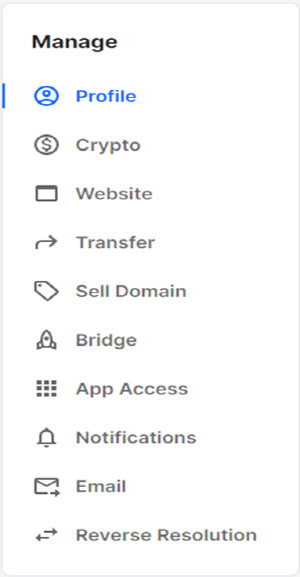 Manage
Profile
Crypto
Website
Transfer
Sell Domain
Bridge
App Access
Notifications
Email
Reverse Resolution